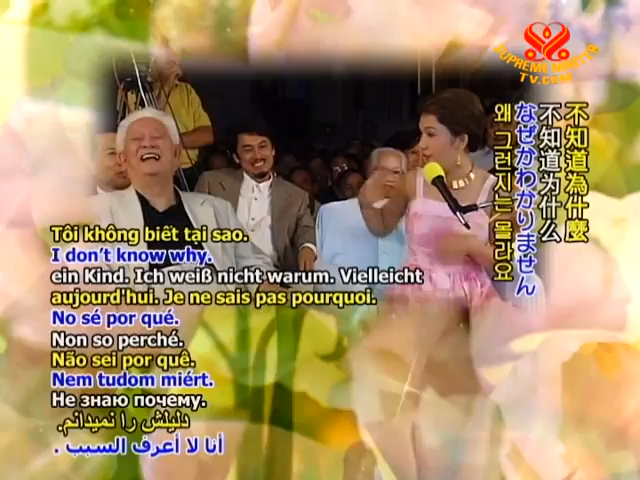 SUPREME MASTER
TV.COM
不知道為什麼
不知道为什么
なぜかわかりません
왜 그런지는 몰라요
Tôi không biết tại sao.
I don't know why.
ein Kind. Ich weiß nicht warum. Vielleicht
aujourd'hui. Je ne sais pas pourquoi.
No sé por qué.
Non so perché.
Não sei por quê.
Nem tudom miért.
Не знаю почему.
دلیلش را نمیدانم.
أنا لا أعرف السبب .